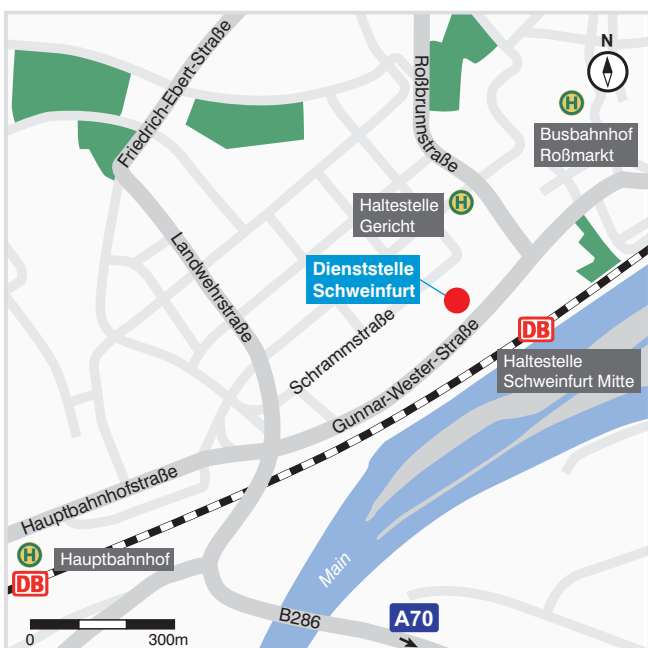 Friedrich-Ebert-Straße
Roßbrunnstraße
N
H
Busbahnhof
Roßmarkt
H
Haltestelle
Gericht
Landwehrstraße
Dienststelle
Schweinfurt
Schrammstraße
Gunnar-Wester-Straße
DB
Haltestelle
Schweinfurt Mitte
Hauptbahnhofstraße
H
Hauptbahnhof
DB
Main
B286
A70
0 300m